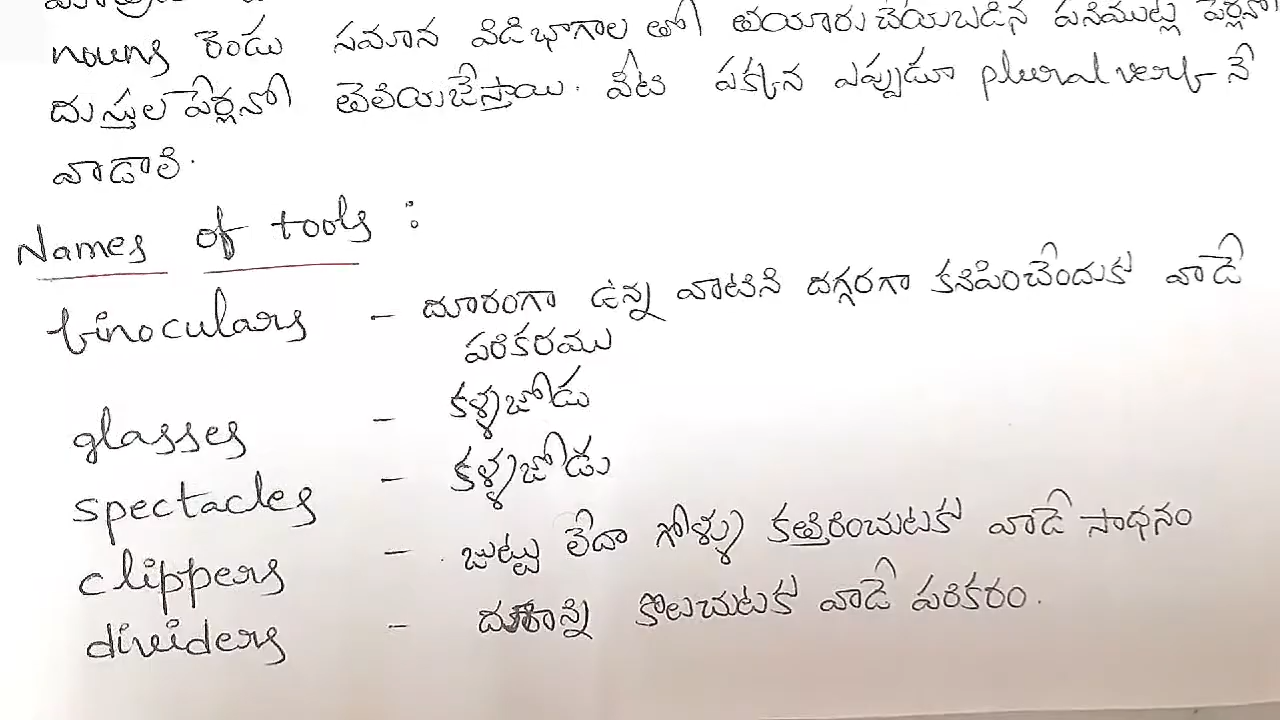 nouns రెండు సమాన విడిభాగాల తో తయారుచేయబడిన పనిముట్ల పేర్లనో
దుస్తుల పేర్లనో తెలియజేస్తాయి. వీటి పక్కన ఎప్పుడూ plural verb నే
వాడాలి.
Names of tools :
binoculars - దూరంగా ఉన్న వాటిని దగ్గరగా కనిపించేందుకు వాడే
పరికరము
glasses - కళ్ళజోడు
spectacles - కళ్ళజోడు
clippers - జుట్టు లేదా గోళ్ళు కత్తిరించుటకు వాడే సాధనం
dividers - దూరాన్ని కొలుచుటకు వాడే పరికరం.